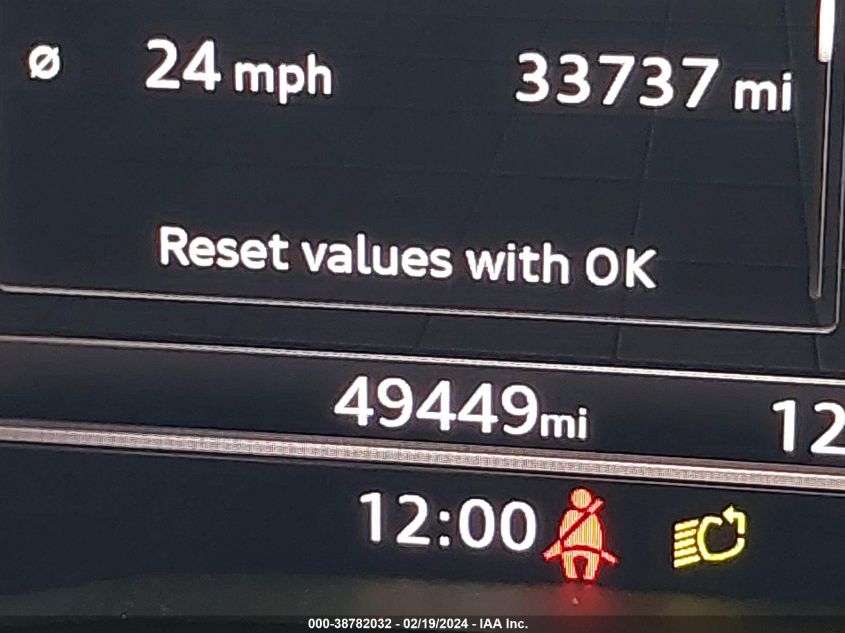 Ø 24 mph 33737 mi
Reset values with OK
49449mi 12
12:00
000-38782032 - 02/19/2024 - IAA Inc.